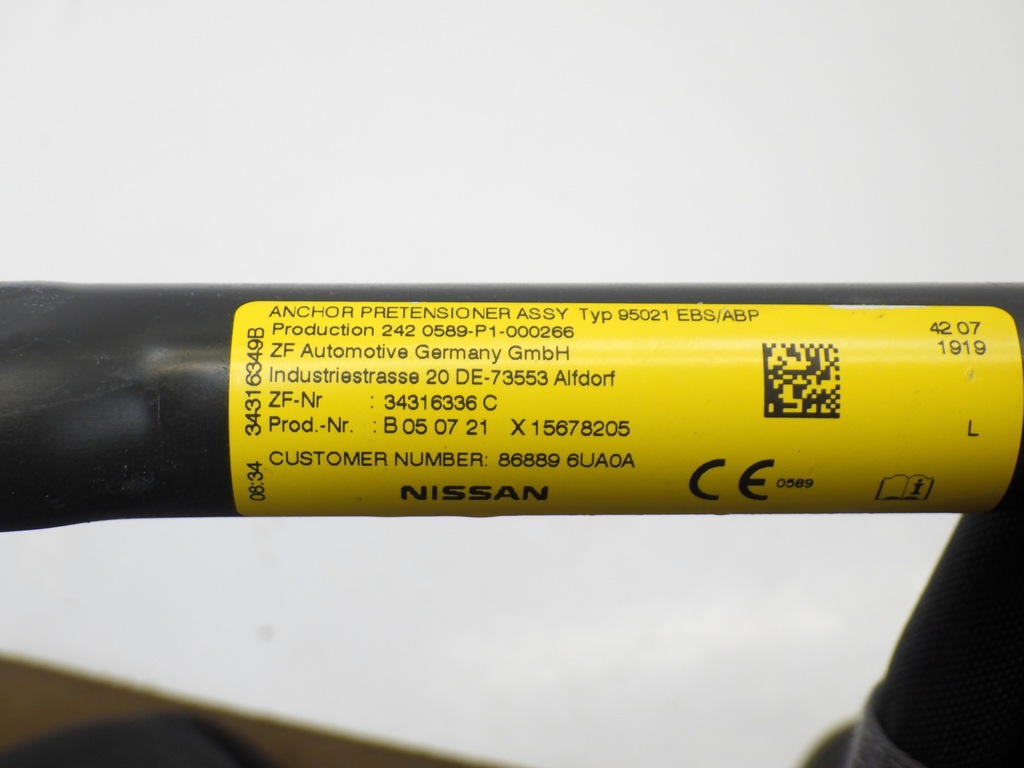 ANCHOR PRETENSIONER ASSY Typ 95021 EBS/ABP
Production 242 0589-P1-000266
ZF Automotive Germany GmbH
Industriestrasse 20 DE-73553 Alfdorf
ZF-Nr : 34316336 C
Prod.-Nr. : B 05 07 21 X 15678205
CUSTOMER NUMBER: 86889 6UA0A
NISSAN
CE 0589
i
42 07
1919
L
08:34 34316349B